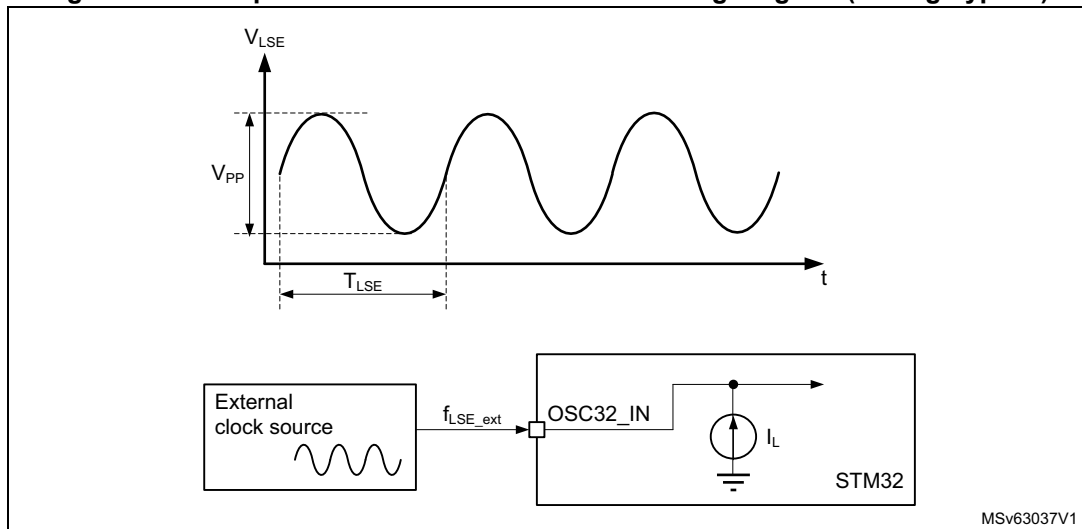 V_LSE
V_PP
T_LSE
t
External
clock source
f_LSE_ext
OSC32_IN
I_L
STM32
MSv63037V1